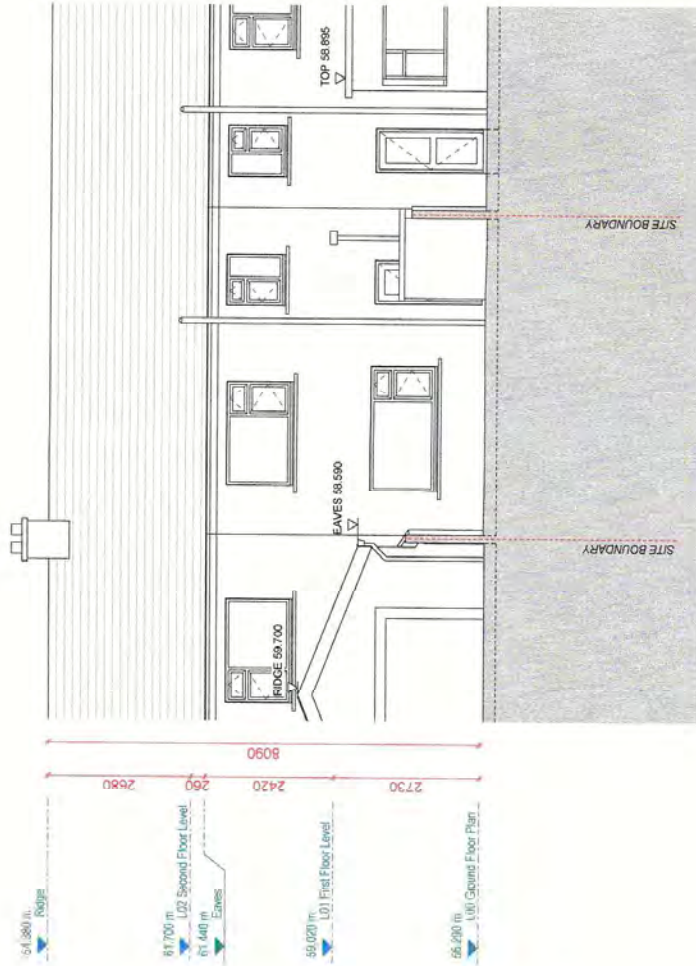 64.380 m
Ridge
61.700 m
L02 Second Floor Level
61.440 m
Eaves
59.020 m
L01 First Floor Level
56.290 m
L00 Ground Floor Plan
2680
260
2420
2730
8090
RIDGE 59.700
EAVES 58.590
TOP 58.895
SITE BOUNDARY
SITE BOUNDARY